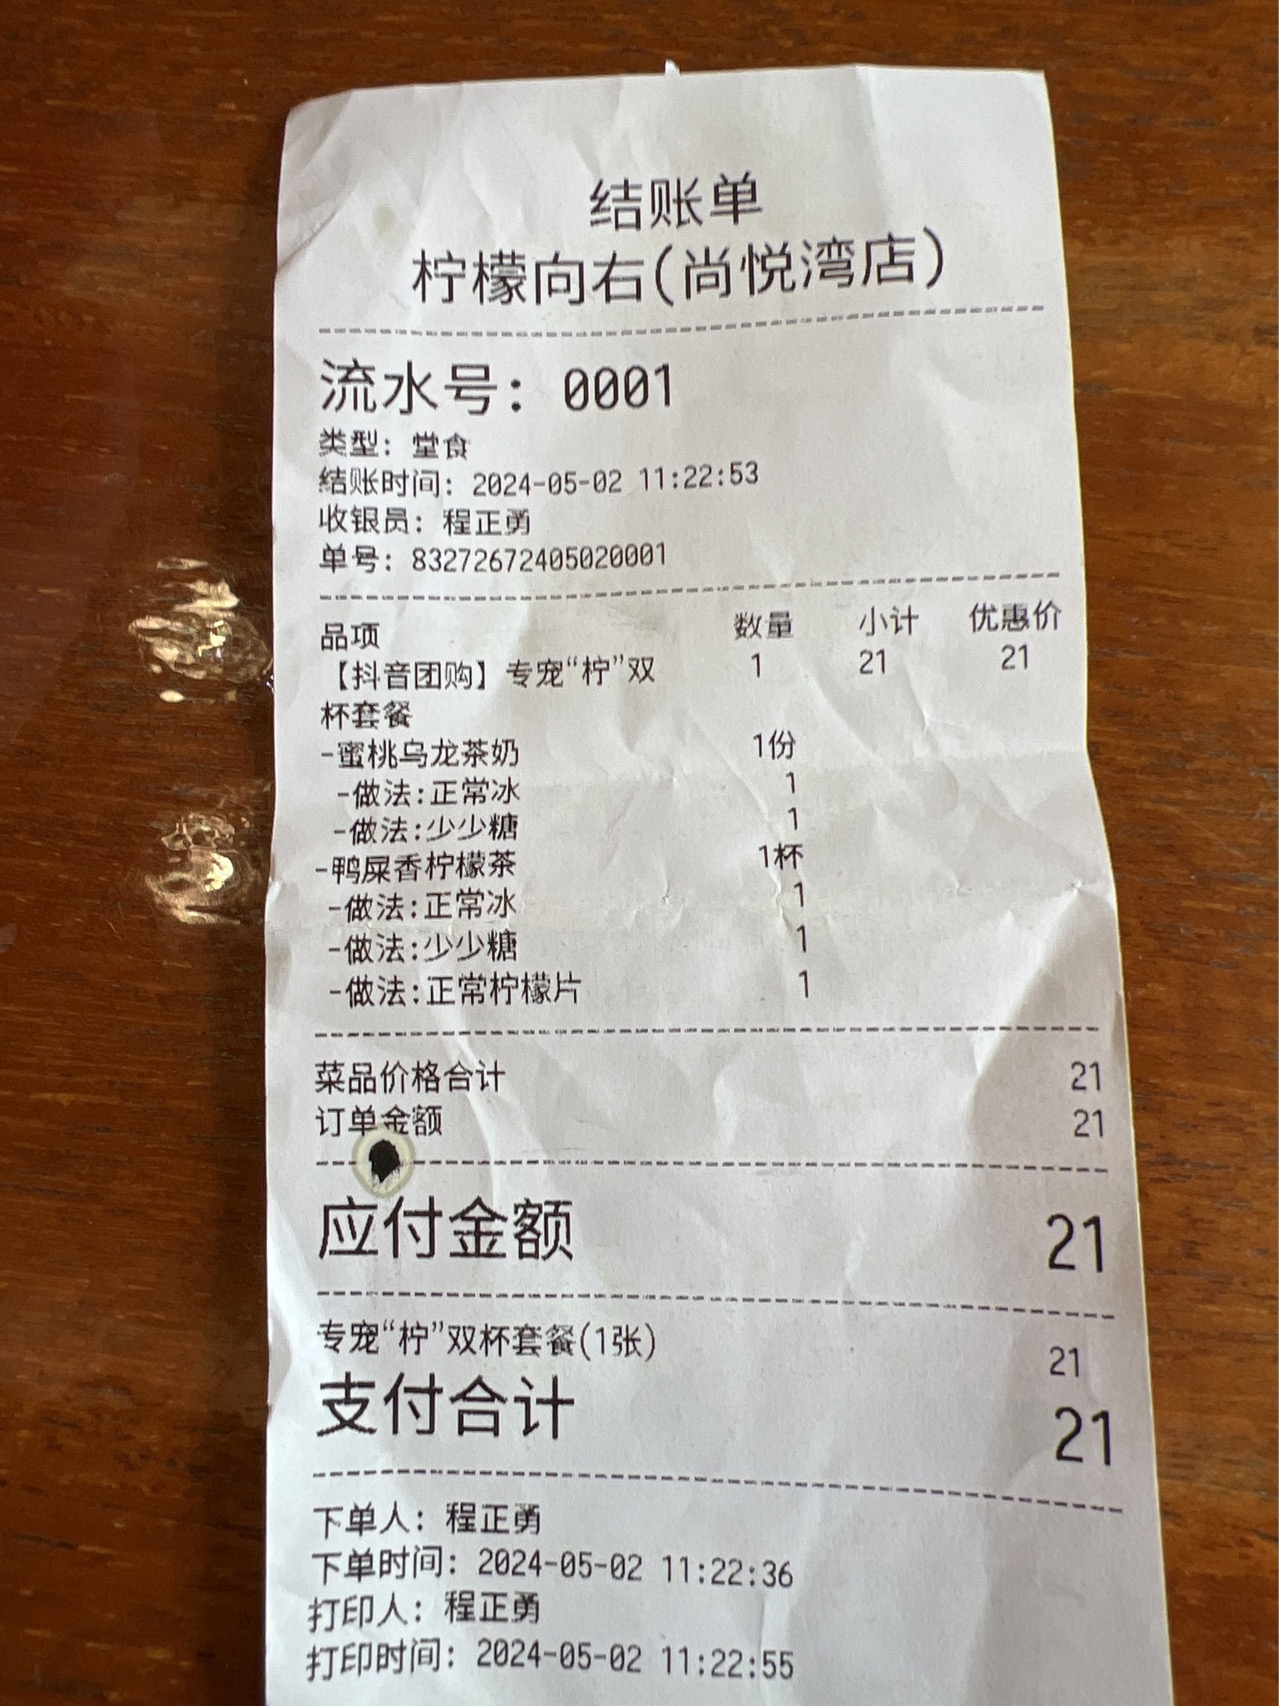 结账单
柠檬向右(尚悦湾店)
流水号: 0001
类型: 堂食
结账时间: 2024-05-02 11:22:53
收银员: 程正勇
单号: 83272672405020001
品项 数量 小计 优惠价
【抖音团购】专宠“柠”双 1 21 21
杯套餐
-蜜桃乌龙茶奶 1份
-做法:正常冰 1
-做法:少少糖 1
-鸭屎香柠檬茶 1杯
-做法:正常冰 1
-做法:少少糖 1
-做法:正常柠檬片 1
菜品价格合计 21
订单金额 21
应付金额 21
专宠“柠”双杯套餐(1张) 21
支付合计 21
下单人: 程正勇
下单时间: 2024-05-02 11:22:36
打印人: 程正勇
打印时间: 2024-05-02 11:22:55